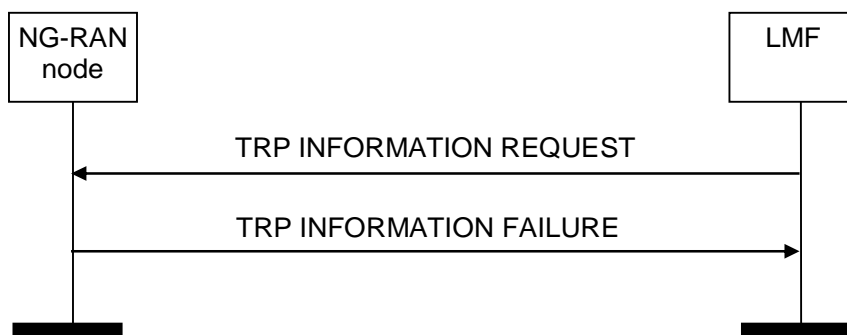 NG-RAN
node
LMF
TRP INFORMATION REQUEST
TRP INFORMATION FAILURE